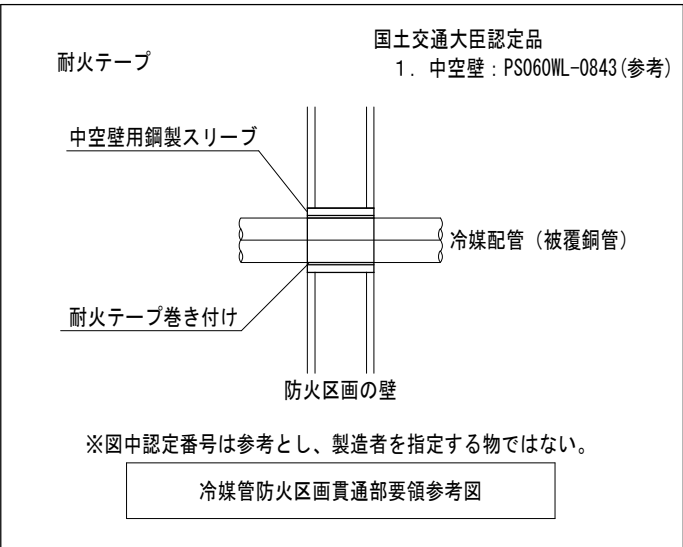 国土交通大臣認定品
耐火テープ
1. 中空壁:PS060WL-0843(参考)
中空壁用鋼製スリーブ
冷媒配管(被覆銅管)
耐火テープ巻き付け
防火区画の壁
※図中認定番号は参考とし、製造者を指定する物ではない。
冷媒管防火区画貫通部要領参考図